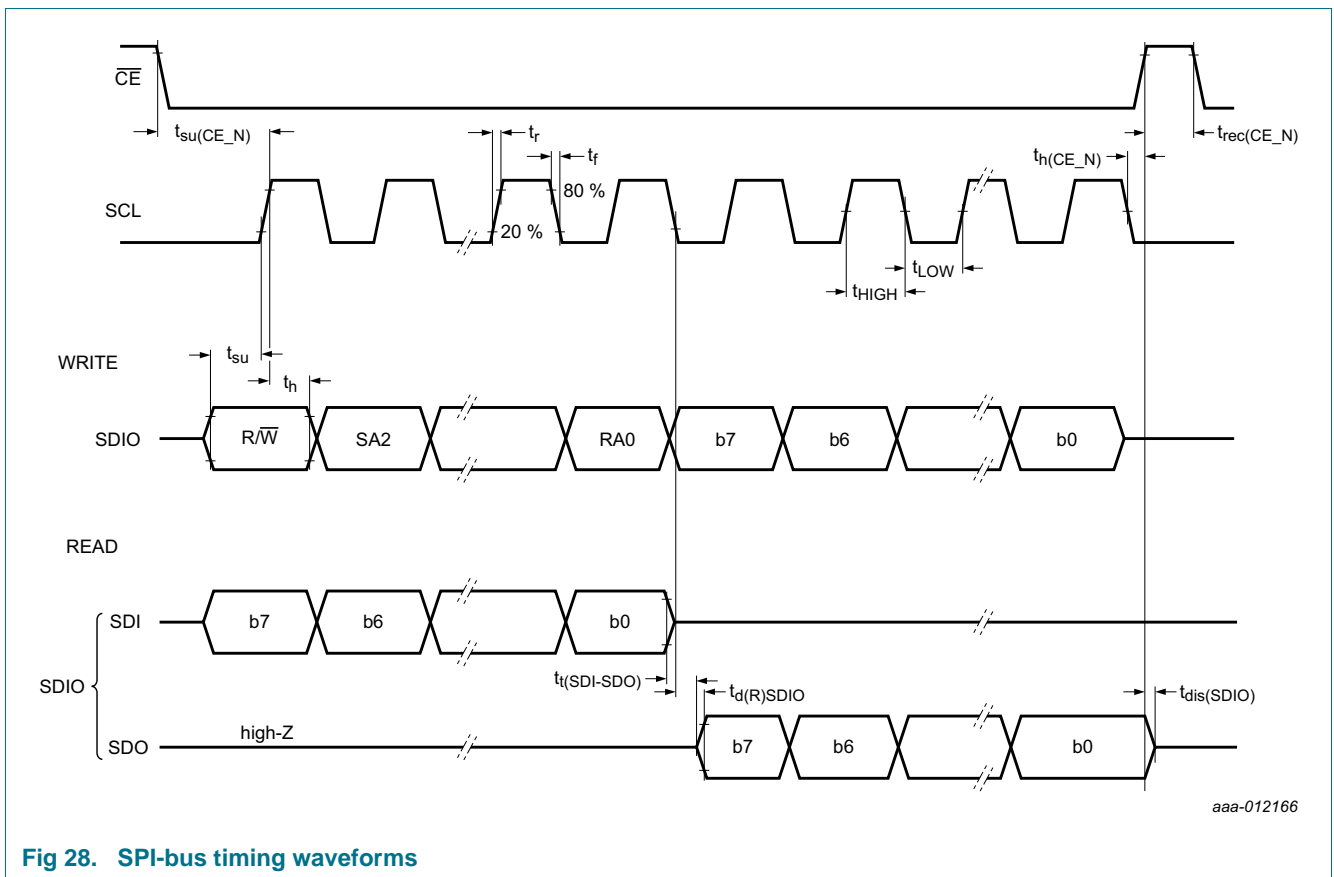 CE
tsu(CE_N)
tr
tf
th(CE_N)
trec(CE_N)
SCL
80 %
20 %
tLOW
tHIGH
WRITE
tsu
th
SDIO
R/W
SA2
RA0
b7
b6
b0
READ
SDI
b7
b6
b0
SDIO
tt(SDI-SDO)
td(R)SDIO
tdis(SDIO)
SDO
high-Z
b7
b6
b0
aaa-012166
Fig 28. SPI-bus timing waveforms